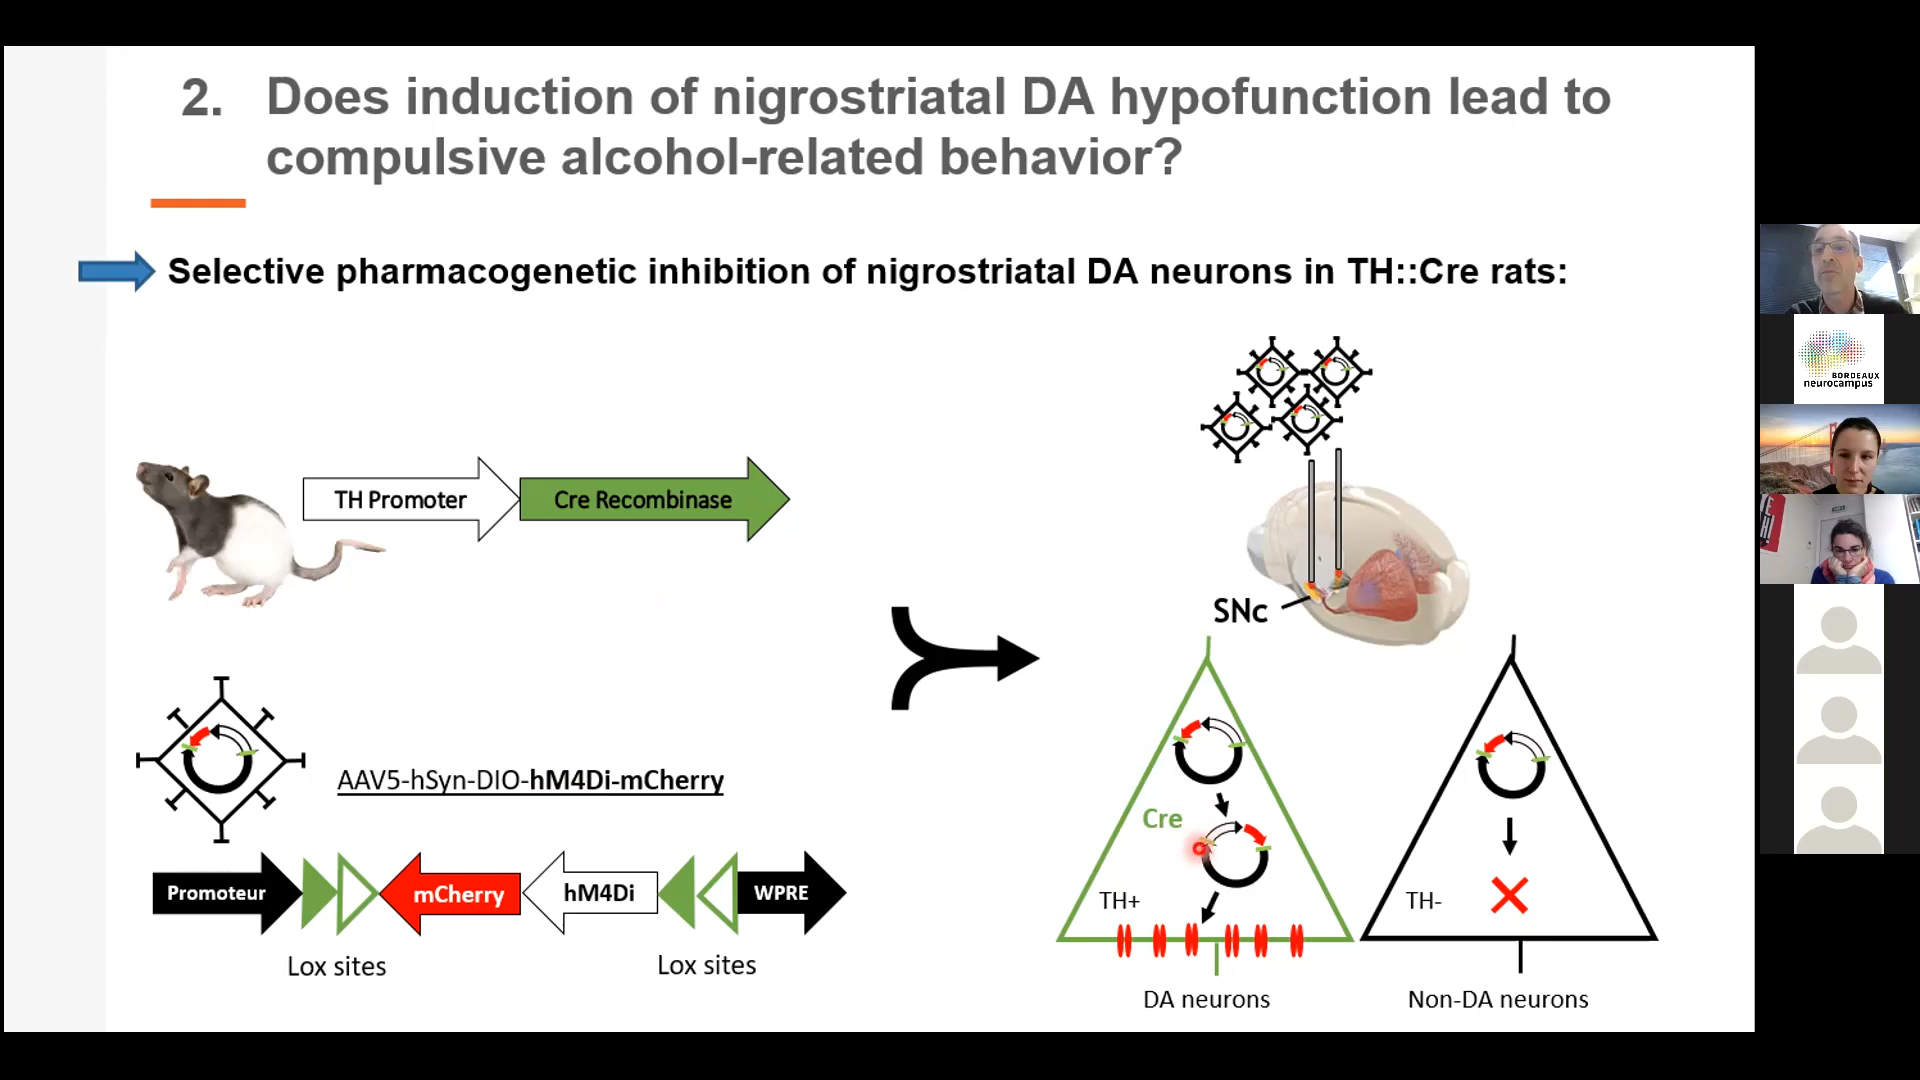 2. Does induction of nigrostriatal DA hypofunction lead to
compulsive alcohol-related behavior?
Selective pharmacogenetic inhibition of nigrostriatal DA neurons in TH::Cre rats:
TH Promoter
Cre Recombinase
SNc
AAV5-hSyn-DIO-hM4Di-mCherry
Promoteur
mCherry
hM4Di
WPRE
Lox sites
Lox sites
Cre
TH+
TH-
DA neurons
Non-DA neurons
BORDEAUX
neurocampus